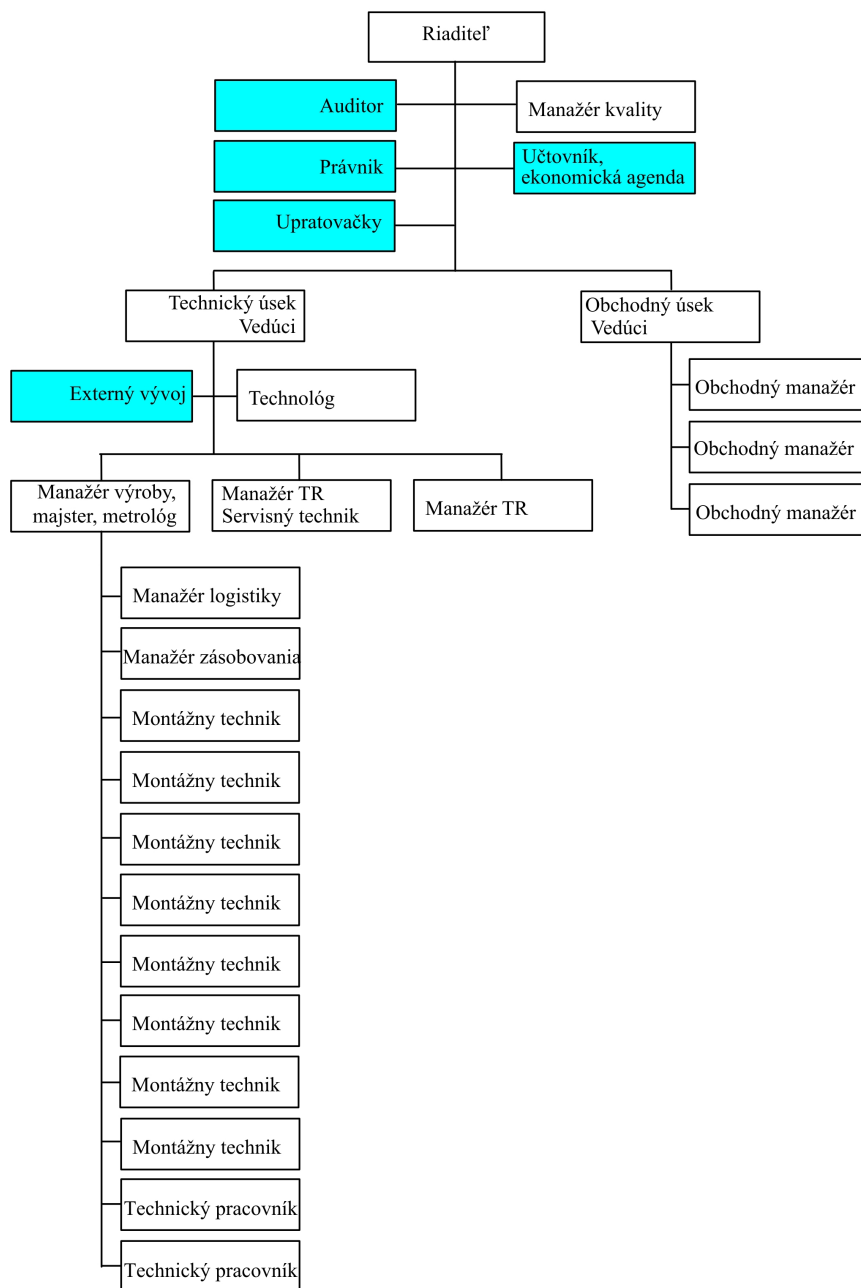 Riaditeľ
Auditor
Manažér kvality
Právnik
Učtovník,
ekonomická agenda
Upratovačky
Technický úsek
Vedúci
Obchodný úsek
Vedúci
Externý vývoj
Technológ
Obchodný manažér
Obchodný manažér
Obchodný manažér
Manažér výroby,
majster, metrológ
Manažér TR
Servisný technik
Manažér TR
Manažér logistiky
Manažér zásobovania
Montážny technik
Montážny technik
Montážny technik
Montážny technik
Montážny technik
Montážny technik
Montážny technik
Montážny technik
Technický pracovník
Technický pracovník